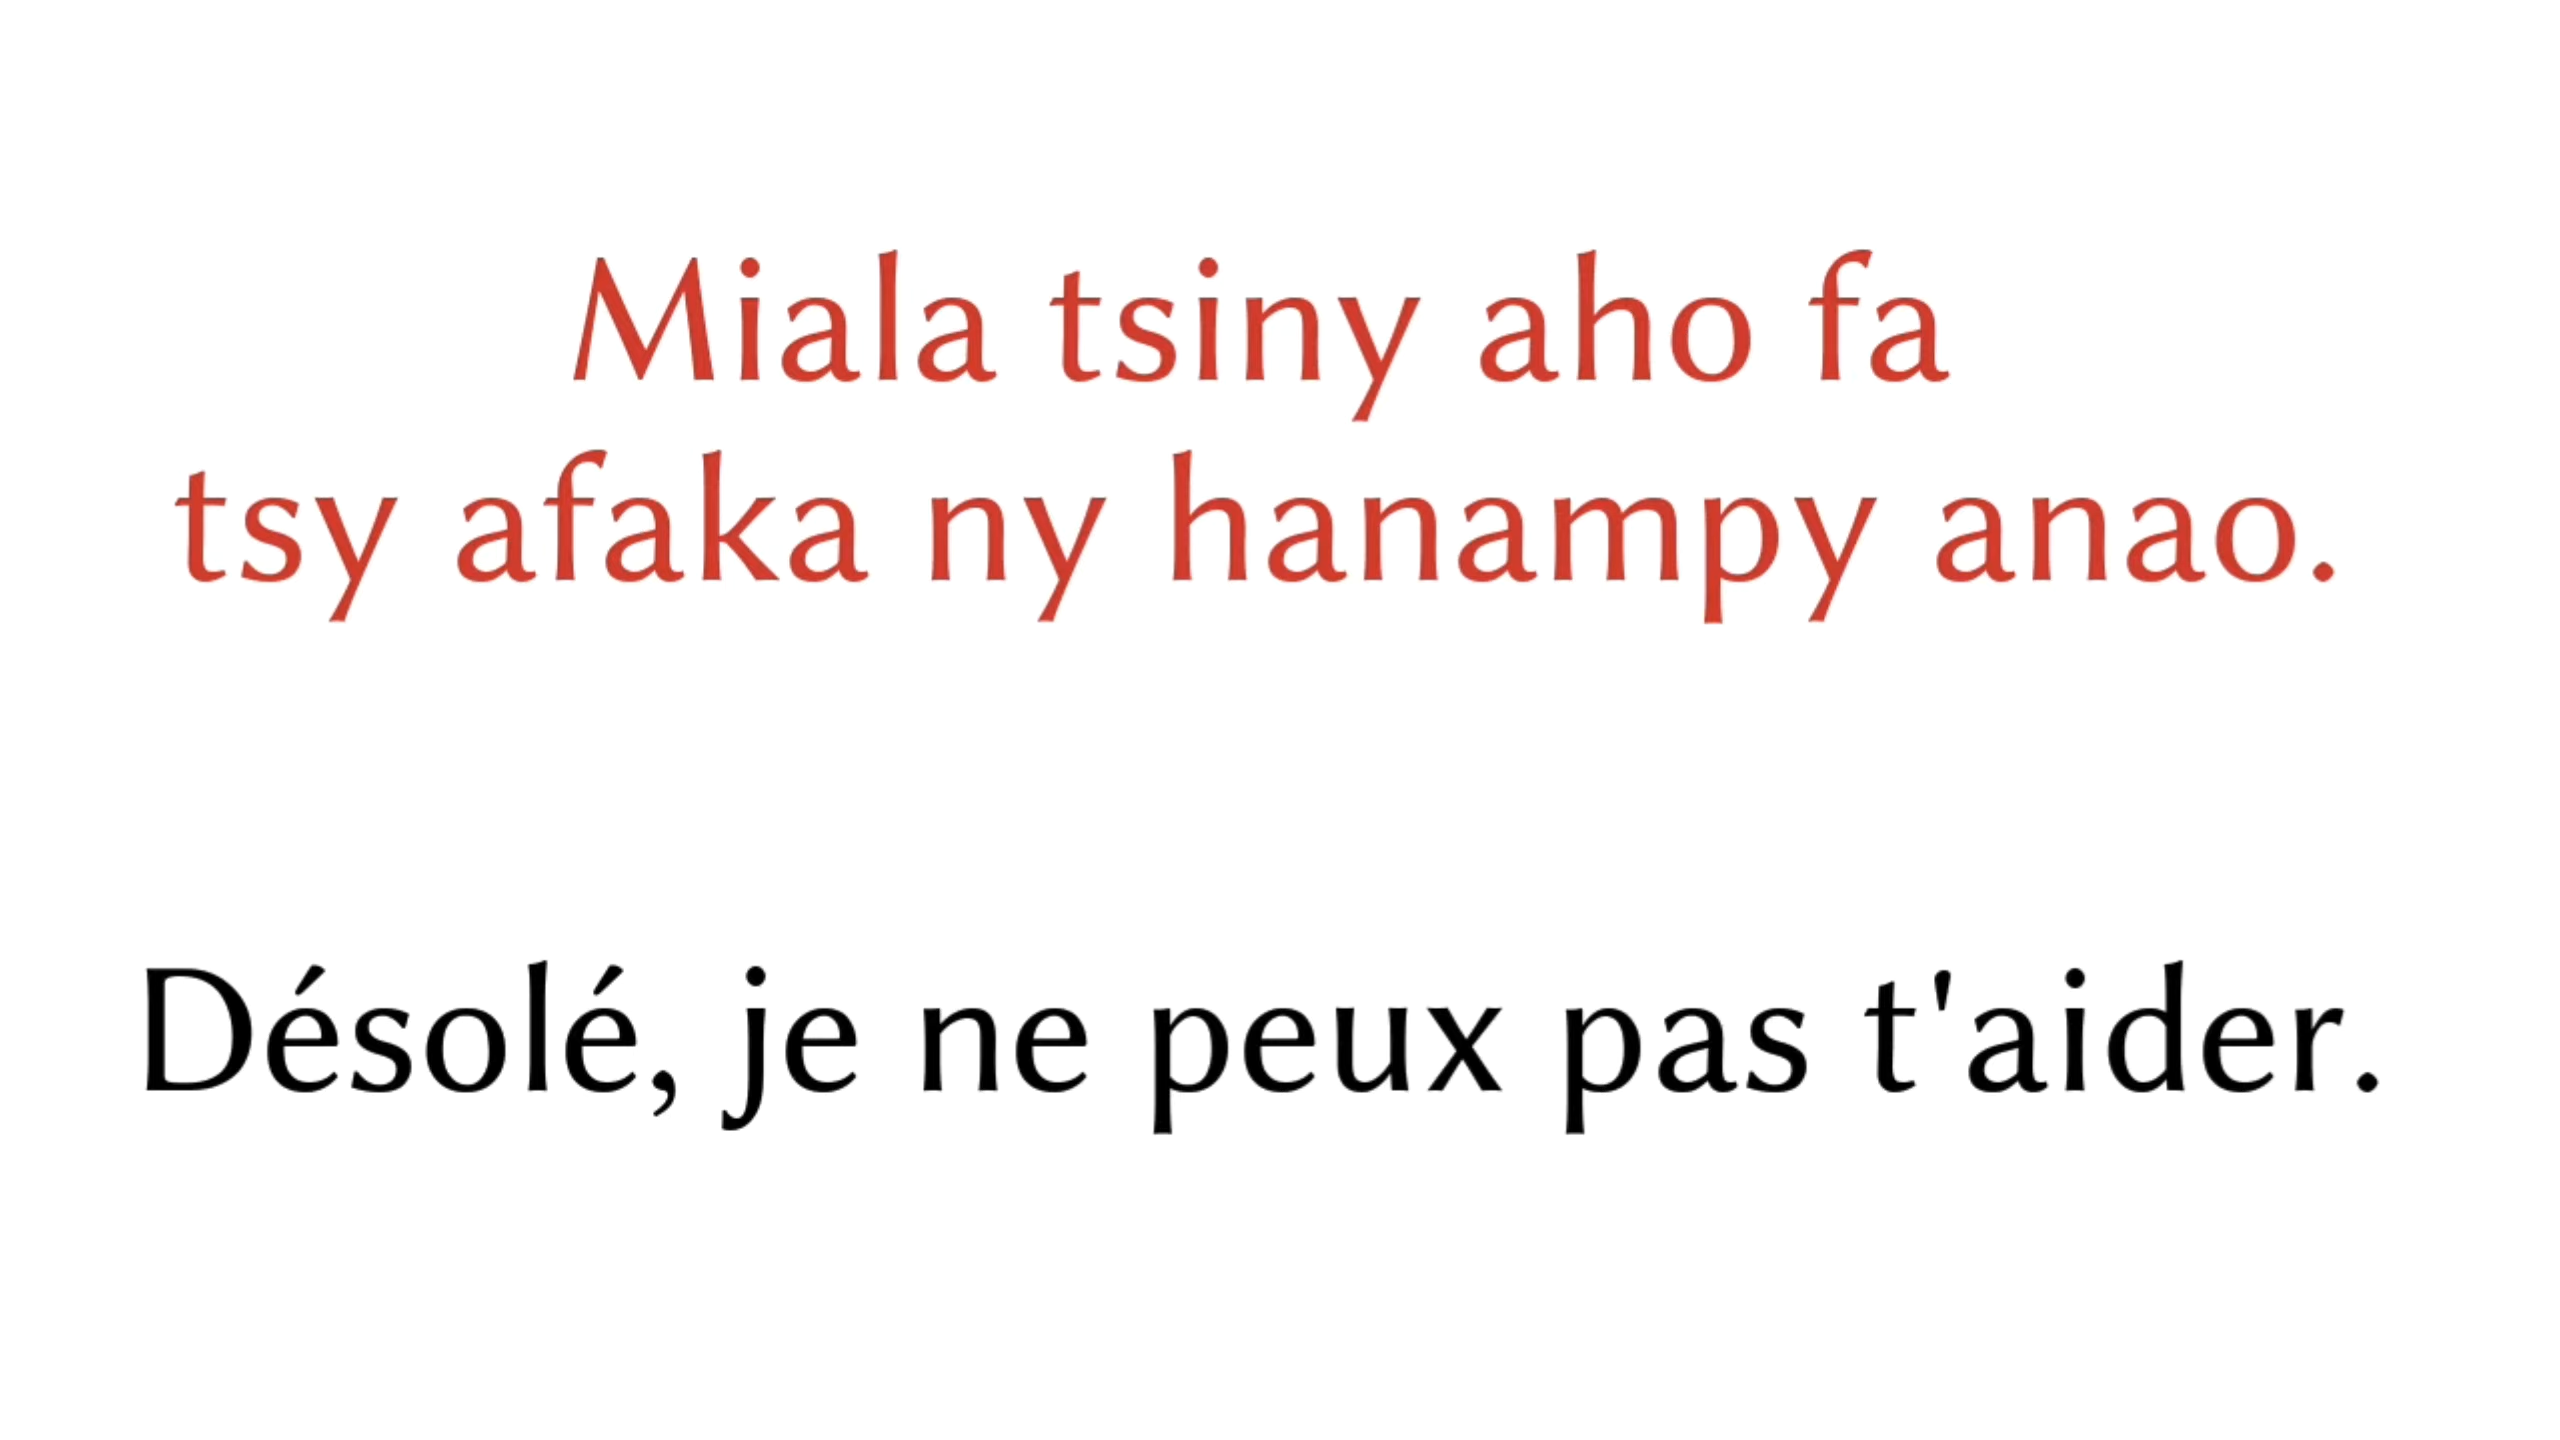 Miala tsiny aho fa
tsy afaka ny hanampy anao.
Désolé, je ne peux pas t'aider.